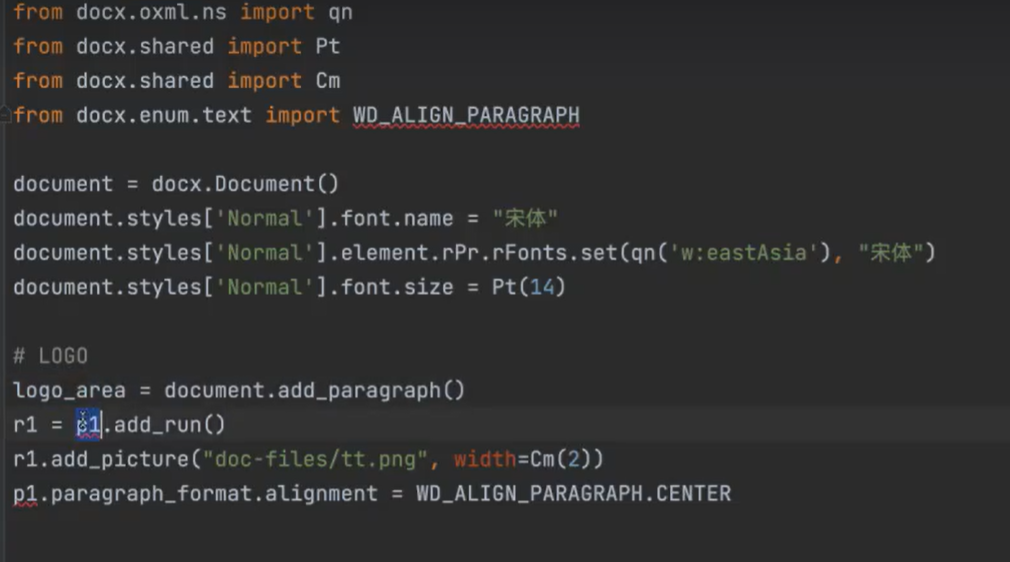 from docx.oxml.ns import qn
from docx.shared import Pt
from docx.shared import Cm
from docx.enum.text import WD_ALIGN_PARAGRAPH
document = docx.Document()
document.styles['Normal'].font.name = "宋体"
document.styles['Normal'].element.rPr.rFonts.set(qn('w:eastAsia'), "宋体")
document.styles['Normal'].font.size = Pt(14)
# LOGO
logo_area = document.add_paragraph()
r1 = p1.add_run()
r1.add_picture("doc-files/tt.png", width=Cm(2))
p1.paragraph_format.alignment = WD_ALIGN_PARAGRAPH.CENTER